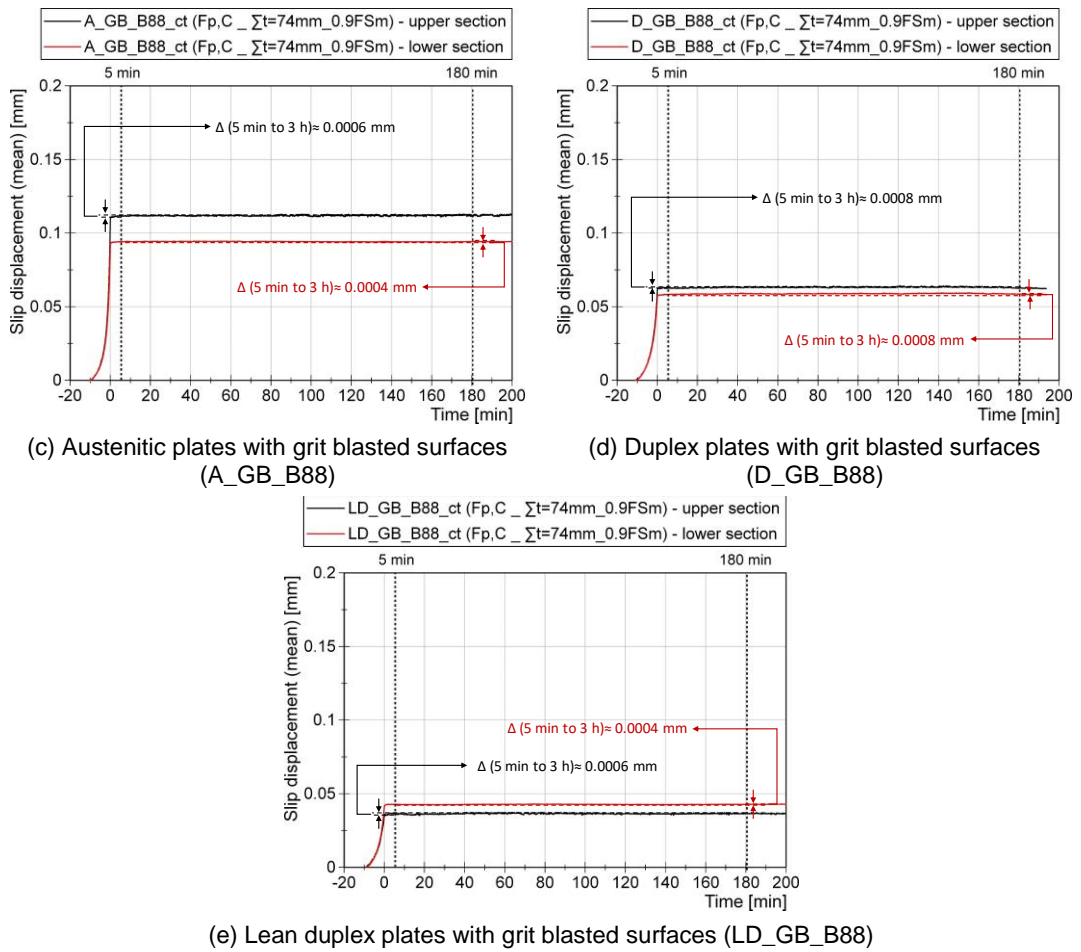 A_GB_B88_ct (Fp,C _ ∑t=74mm_0.9FSm) - upper section
A_GB_B88_ct (Fp,C _ ∑t=74mm_0.9FSm) - lower section
5 min
180 min
0.2
0.15
0.1
0.05
0
Slip displacement (mean) [mm]
Δ (5 min to 3 h)≈ 0.0006 mm
Δ (5 min to 3 h)≈ 0.0004 mm
-20 0 20 40 60 80 100 120 140 160 180 200
Time [min]
(c) Austenitic plates with grit blasted surfaces
(A_GB_B88)
D_GB_B88_ct (Fp,C _ ∑t=74mm_0.9FSm) - upper section
D_GB_B88_ct (Fp,C _ ∑t=74mm_0.9FSm) - lower section
5 min
180 min
0.2
0.15
0.1
0.05
0
Slip displacement (mean) [mm]
Δ (5 min to 3 h)≈ 0.0008 mm
Δ (5 min to 3 h)≈ 0.0008 mm
-20 0 20 40 60 80 100 120 140 160 180 200
Time [min]
(d) Duplex plates with grit blasted surfaces
(D_GB_B88)
LD_GB_B88_ct (Fp,C _ ∑t=74mm_0.9FSm) - upper section
LD_GB_B88_ct (Fp,C _ ∑t=74mm_0.9FSm) - lower section
5 min
180 min
0.2
0.15
0.1
0.05
0
Slip displacement (mean) [mm]
Δ (5 min to 3 h)≈ 0.0004 mm
Δ (5 min to 3 h)≈ 0.0006 mm
-20 0 20 40 60 80 100 120 140 160 180 200
Time [min]
(e) Lean duplex plates with grit blasted surfaces (LD_GB_B88)